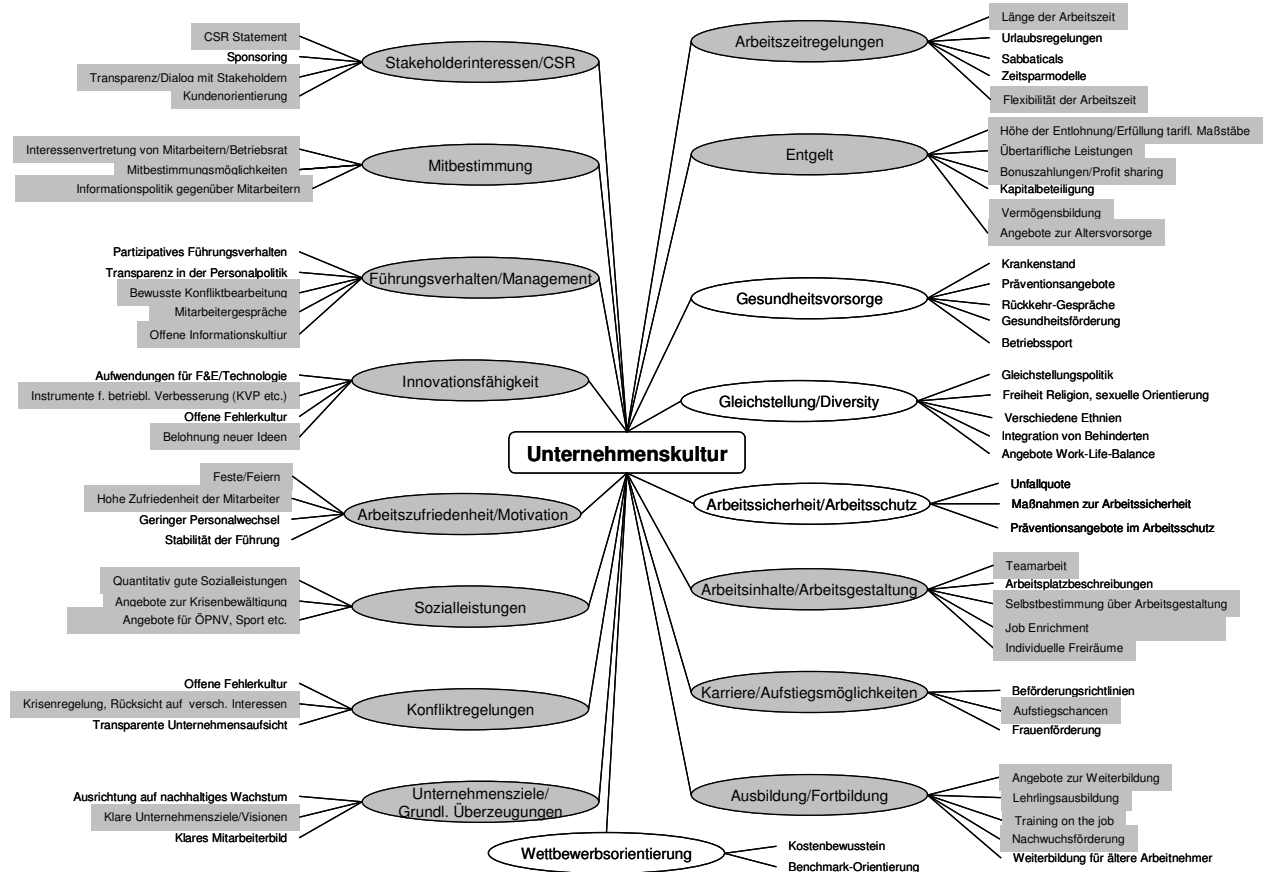 CSR Statement
Sponsoring
Transparenz/Dialog mit Stakeholdern
Kundenorientierung
Stakeholderinteressen/CSR
Interessenvertretung von Mitarbeitern/Betriebsrat
Mitbestimmungsmöglichkeiten
Informationspolitik gegenüber Mitarbeitern
Mitbestimmung
Partizipatives Führungsverhalten
Transparenz in der Personalpolitik
Bewusste Konfliktbearbeitung
Mitarbeitergespräche
Offene Informationskultiur
Führungsverhalten/Management
Aufwendungen für F&E/Technologie
Instrumente f. betriebl. Verbesserung (KVP etc.)
Offene Fehlerkultur
Belohnung neuer Ideen
Innovationsfähigkeit
Feste/Feiern
Hohe Zufriedenheit der Mitarbeiter
Geringer Personalwechsel
Stabilität der Führung
Arbeitszufriedenheit/Motivation
Quantitativ gute Sozialleistungen
Angebote zur Krisenbewältigung
Angebote für ÖPNV, Sport etc.
Sozialleistungen
Offene Fehlerkultur
Krisenregelung, Rücksicht auf versch. Interessen
Transparente Unternehmensaufsicht
Konfliktregelungen
Ausrichtung auf nachhaltiges Wachstum
Klare Unternehmensziele/Visionen
Klares Mitarbeiterbild
Unternehmensziele/
Grundl. Überzeugungen
Unternehmenskultur
Arbeitszeitregelungen
Länge der Arbeitszeit
Urlaubsregelungen
Sabbaticals
Zeitsparmodelle
Flexibilität der Arbeitszeit
Entgelt
Höhe der Entlohnung/Erfüllung tarifl. Maßstäbe
Übertarifliche Leistungen
Bonuszahlungen/Profit sharing
Kapitalbeteiligung
Vermögensbildung
Angebote zur Altersvorsorge
Gesundheitsvorsorge
Krankenstand
Präventionsangebote
Rückkehr-Gespräche
Gesundheitsförderung
Betriebssport
Gleichstellung/Diversity
Gleichstellungspolitik
Freiheit Religion, sexuelle Orientierung
Verschiedene Ethnien
Integration von Behinderten
Angebote Work-Life-Balance
Arbeitssicherheit/Arbeitsschutz
Unfallquote
Maßnahmen zur Arbeitssicherheit
Präventionsangebote im Arbeitsschutz
Arbeitsinhalte/Arbeitsgestaltung
Teamarbeit
Arbeitsplatzbeschreibungen
Selbstbestimmung über Arbeitsgestaltung
Job Enrichment
Individuelle Freiräume
Karriere/Aufstiegsmöglichkeiten
Beförderungsrichtlinien
Aufstiegschancen
Frauenförderung
Ausbildung/Fortbildung
Angebote zur Weiterbildung
Lehrlingsausbildung
Training on the job
Nachwuchsförderung
Weiterbildung für ältere Arbeitnehmer
Wettbewerbsorientierung
Kostenbewusstein
Benchmark-Orientierung